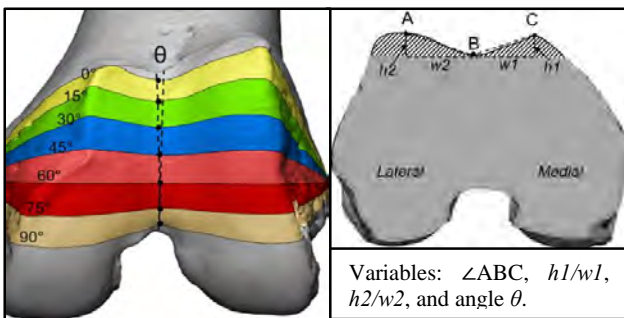 θ
0°
15°
30°
45°
60°
75°
90°
A
B
C
h2
w2
w1
h1
Lateral
Medial
Variables: ∠ABC, h1/w1,
h2/w2, and angle θ.